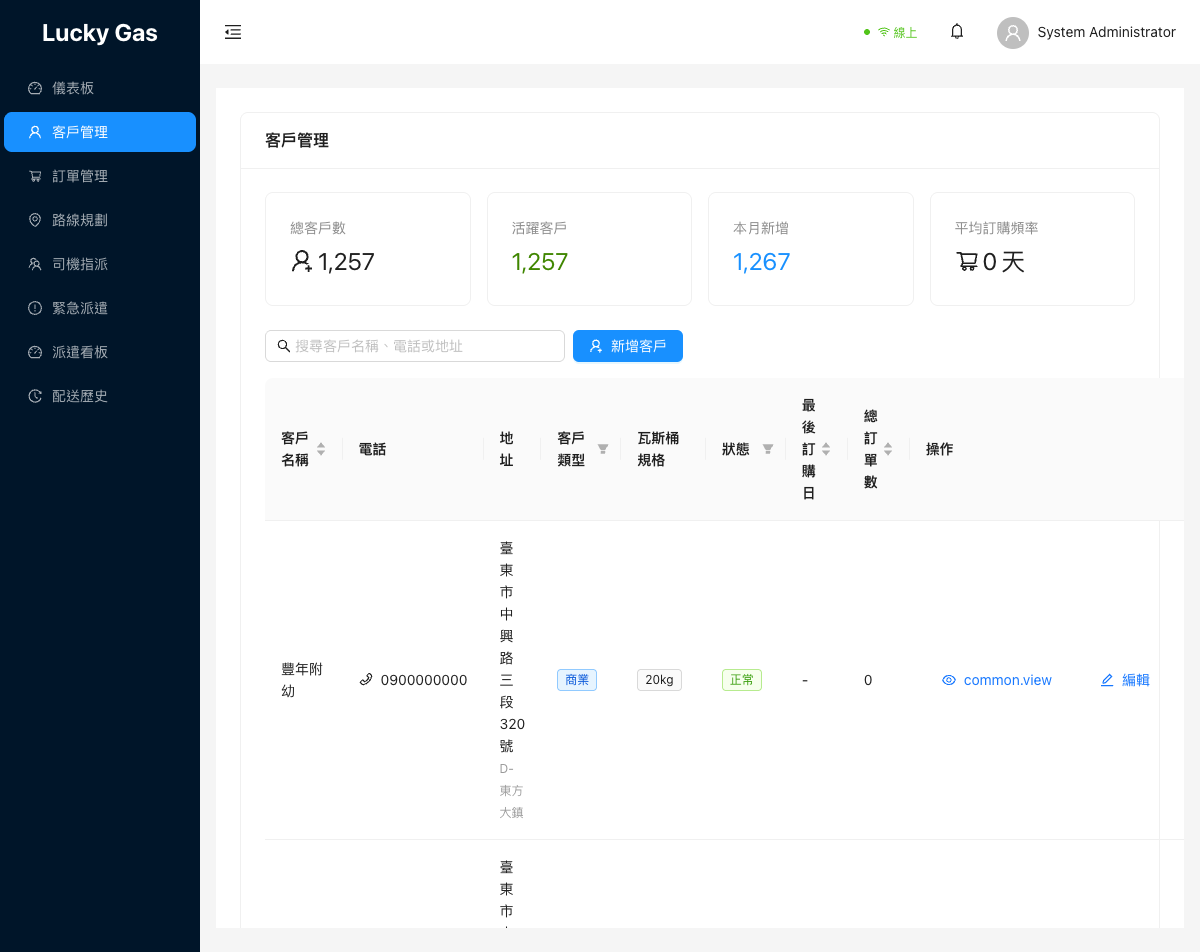 Lucky Gas
線上
System Administrator
儀表板
客戶管理
訂單管理
路線規劃
司機指派
緊急派遣
派遣看板
配送歷史
客戶管理
總客戶數
1,257
活躍客戶
1,257
本月新增
1,267
平均訂購頻率
0 天
搜尋客戶名稱、電話或地址
新增客戶
客戶
名稱
電話
地
址
客戶
類型
瓦斯桶
規格
狀態
最
後
訂
購
日
總
訂
單
數
操作
豐年附
幼
0900000000
臺
東
市
中
興
路
三
段
320
號
D-
東方
大鎮
商業
20kg
正常
-
0
common.view
編輯
臺
東
市